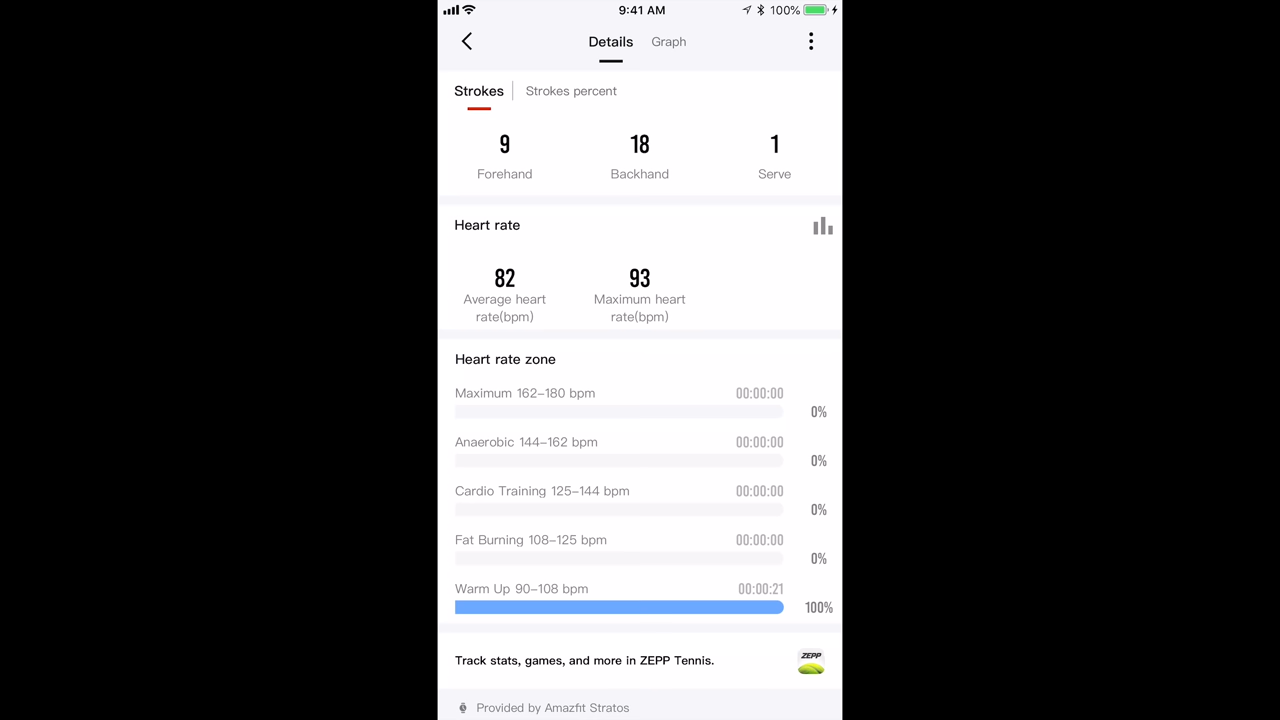 9:41 AM 100%
Details Graph
Strokes Strokes percent
9 18 1
Forehand Backhand Serve
Heart rate
82 93
Average heart rate(bpm) Maximum heart rate(bpm)
Heart rate zone
Maximum 162–180 bpm 00:00:00
0%
Anaerobic 144–162 bpm 00:00:00
0%
Cardio Training 125–144 bpm 00:00:00
0%
Fat Burning 108–125 bpm 00:00:00
0%
Warm Up 90–108 bpm 00:00:21
100%
Track stats, games, and more in ZEPP Tennis.
ZEPP
Provided by Amazfit Stratos